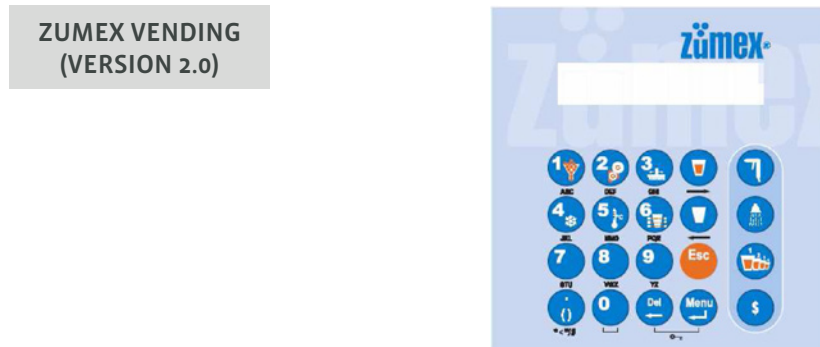 ZUMEX VENDING
(VERSION 2.0)
zümex®
zümex
1 2 3
ABC DEF GHI
4 5 6
JKL MNO PQR
7 8 9 Esc
STU VWX YZ
0 Del Menu $